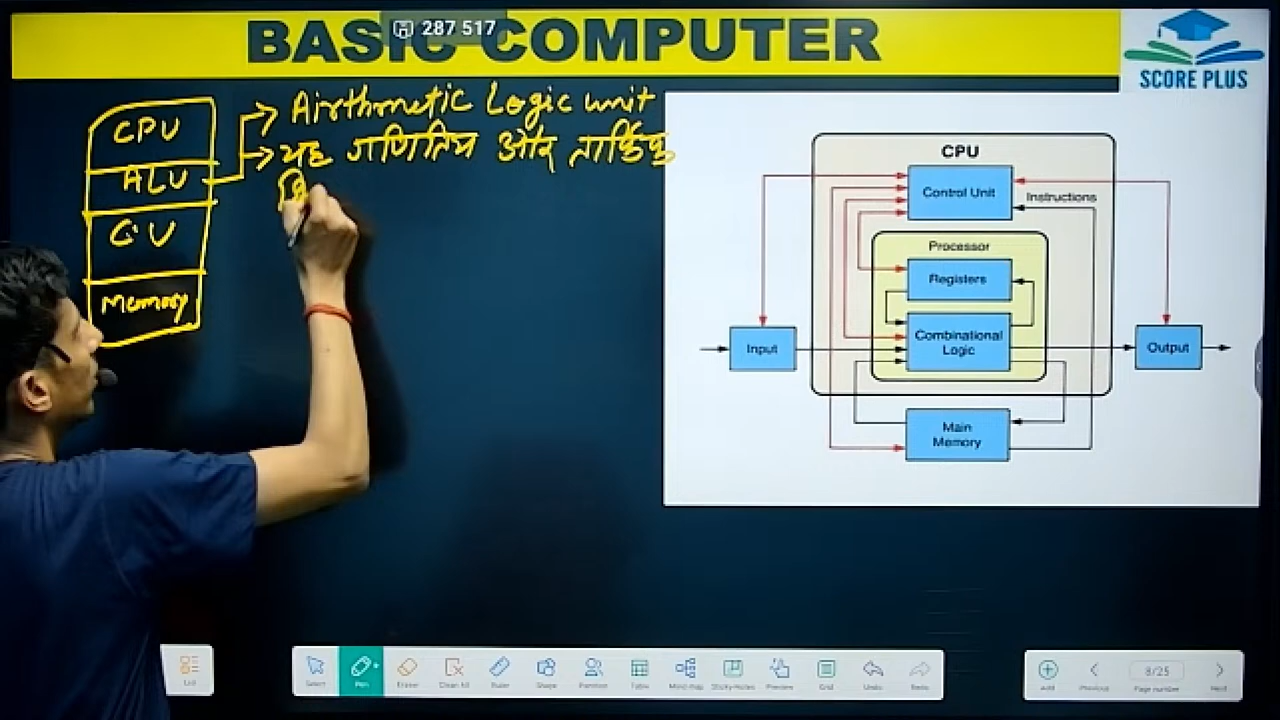 BASIC COMPUTER
287 517
SCORE PLUS
CPU
ALU
CU
Memory
Airthmetic Logic unit
यह गणितिय और तार्किक
CPU
Control Unit
Instructions
Processor
Registers
Combinational
Logic
Input
Output
Main
Memory
List
Select
Pen
Eraser
Clean All
Ruler
Shape
Partition
Table
Mind map
Sticky-Notes
Preview
Grid
Undo
Redo
Add
Previous
8/25
Page number
Next